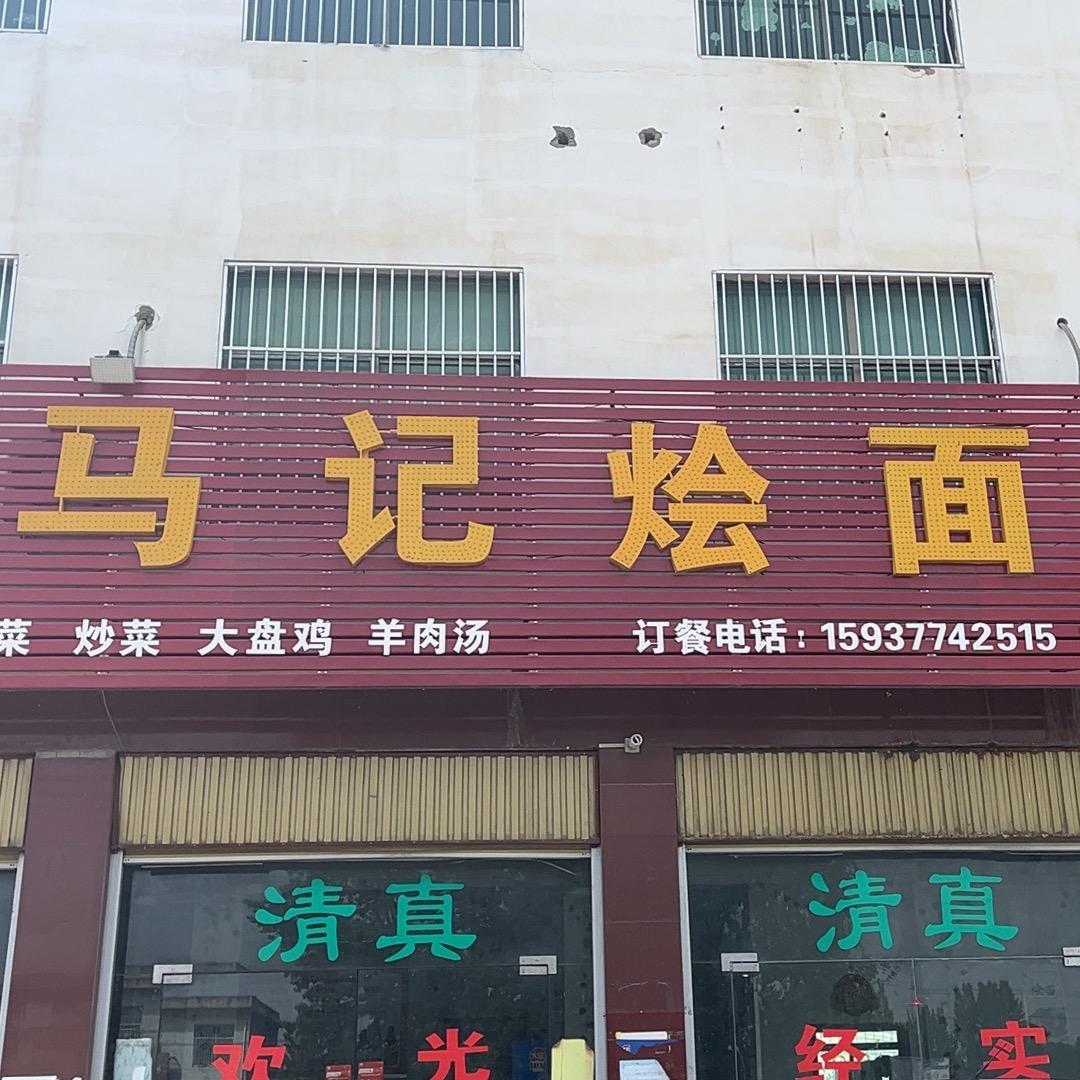 马记烩面
菜 炒菜 大盘鸡 羊肉汤 订餐电话：15937742515
清真 清真
欢 光 经 实